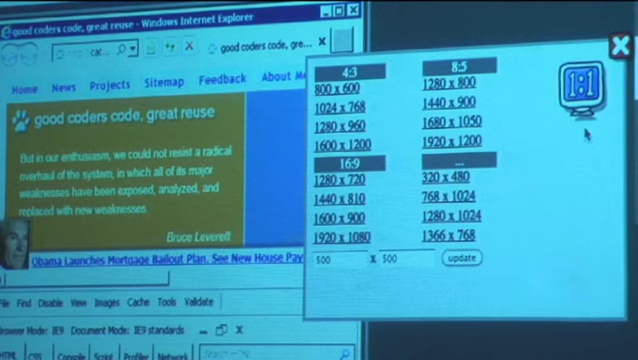 good coders code, great reuse - Windows Internet Explorer
cat...
good coders code, gre...
Home News Projects Sitemap Feedback About Me
good coders code, great reuse
But in our enthusiasm, we could not resist a radical
overhaul of the system, in which all of its major
weaknesses have been exposed, analyzed, and
replaced with new weaknesses.
Bruce Leverett
Obama Launches Mortgage Bailout Plan. See New House Pay
File Find Disable View Images Cache Tools Validate
Browser Mode: IE9 Document Mode: IE9 standards
HTML CSS Console Script Profiler Network
4:3
800 x 600
1024 x 768
1280 x 960
1600 x 1200
8:5
1280 x 800
1440 x 900
1680 x 1050
1920 x 1200
16:9
1280 x 720
1440 x 810
1600 x 900
1920 x 1080
...
320 x 480
768 x 1024
1280 x 1024
1366 x 768
500 x 500 update
1:1